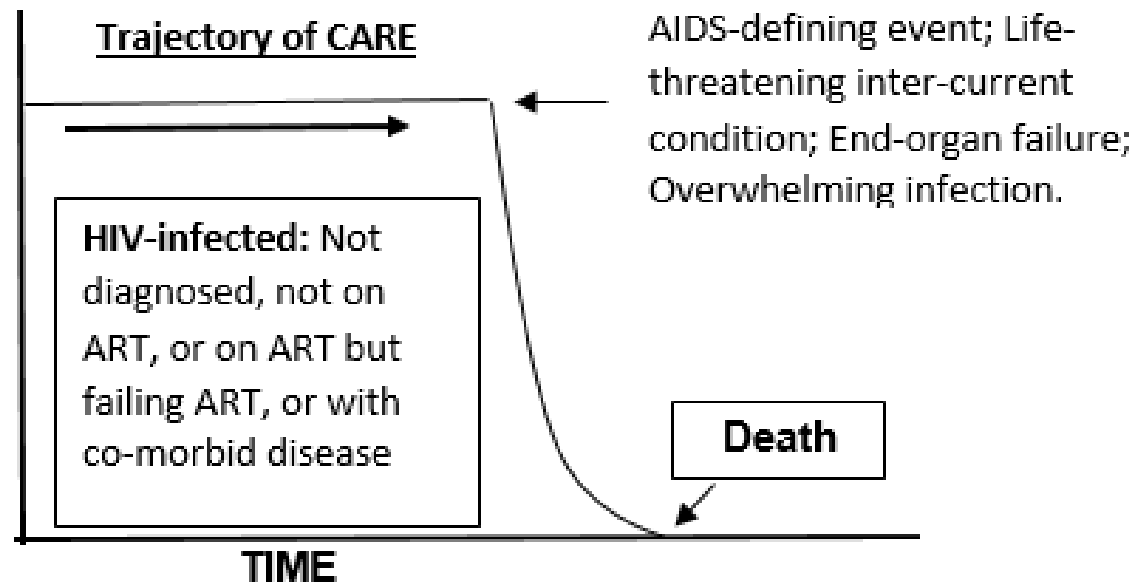 Trajectory of CARE
AIDS-defining event; Life-
threatening inter-current
condition; End-organ failure;
Overwhelming infection.
HIV-infected: Not
diagnosed, not on
ART, or on ART but
failing ART, or with
co-morbid disease
Death
TIME